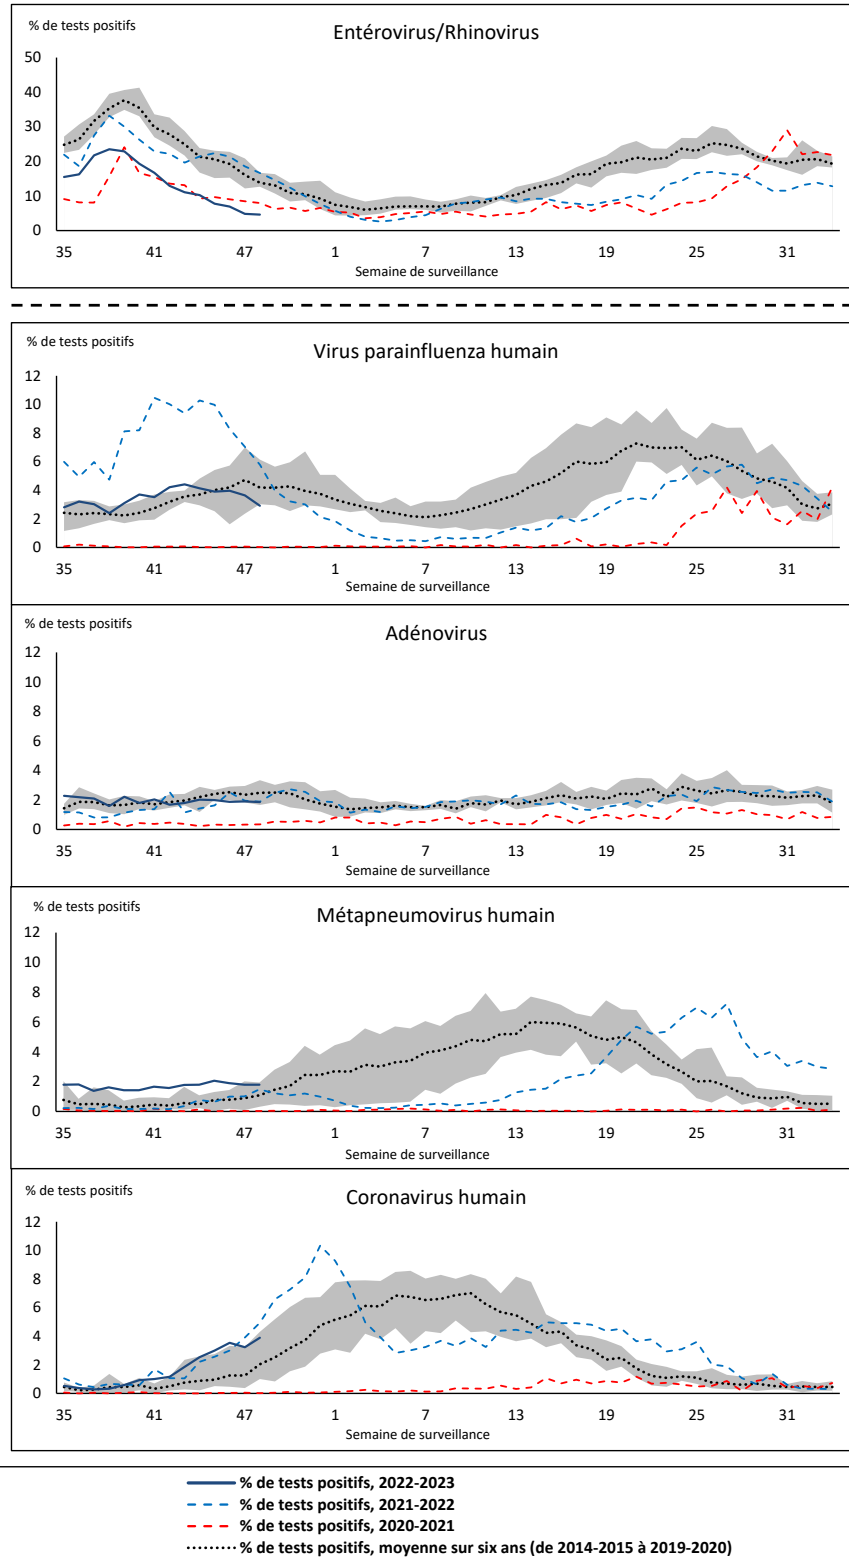 % de tests positifs
Entérovirus/Rhinovirus
50
40
30
20
10
0
35 41 47 1 7 13 19 25 31
Semaine de surveillance
% de tests positifs
Virus parainfluenza humain
12
10
8
6
4
2
0
35 41 47 1 7 13 19 25 31
Semaine de surveillance
% de tests positifs
Adénovirus
12
10
8
6
4
2
0
35 41 47 1 7 13 19 25 31
Semaine de surveillance
% de tests positifs
Métapneumovirus humain
12
10
8
6
4
2
0
35 41 47 1 7 13 19 25 31
Semaine de surveillance
% de tests positifs
Coronavirus humain
12
10
8
6
4
2
0
35 41 47 1 7 13 19 25 31
Semaine de surveillance
% de tests positifs, 2022-2023
% de tests positifs, 2021-2022
% de tests positifs, 2020-2021
% de tests positifs, moyenne sur six ans (de 2014-2015 à 2019-2020)